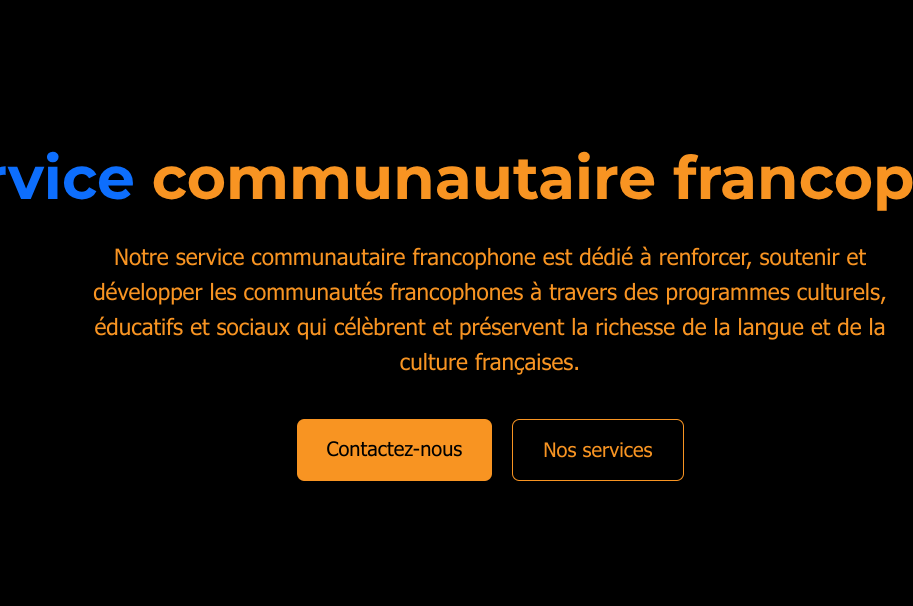 rvice communautaire francop
Notre service communautaire francophone est dédié à renforcer, soutenir et
développer les communautés francophones à travers des programmes culturels,
éducatifs et sociaux qui célèbrent et préservent la richesse de la langue et de la
culture françaises.
Contactez-nous
Nos services